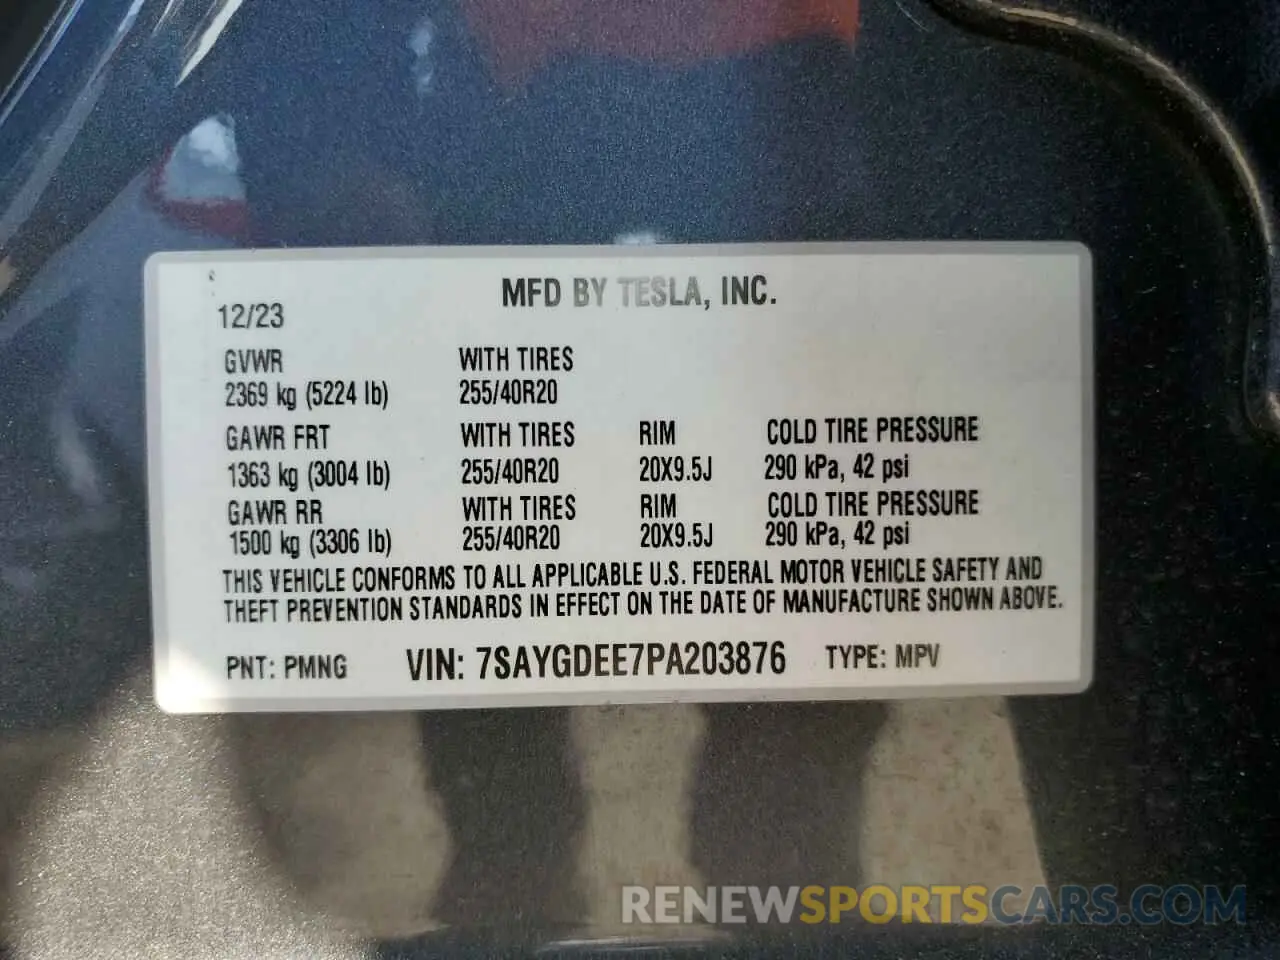 MFD BY TESLA, INC.
12/23
GVWR WITH TIRES
2369 kg (5224 lb) 255/40R20
GAWR FRT WITH TIRES RIM COLD TIRE PRESSURE
1363 kg (3004 lb) 255/40R20 20X9.5J 290 kPa, 42 psi
GAWR RR WITH TIRES RIM COLD TIRE PRESSURE
1500 kg (3306 lb) 255/40R20 20X9.5J 290 kPa, 42 psi
THIS VEHICLE CONFORMS TO ALL APPLICABLE U.S. FEDERAL MOTOR VEHICLE SAFETY AND
THEFT PREVENTION STANDARDS IN EFFECT ON THE DATE OF MANUFACTURE SHOWN ABOVE.
PNT: PMNG VIN: 7SAYGDEE7PA203876 TYPE: MPV
RENEWSPORTSCARS.COM